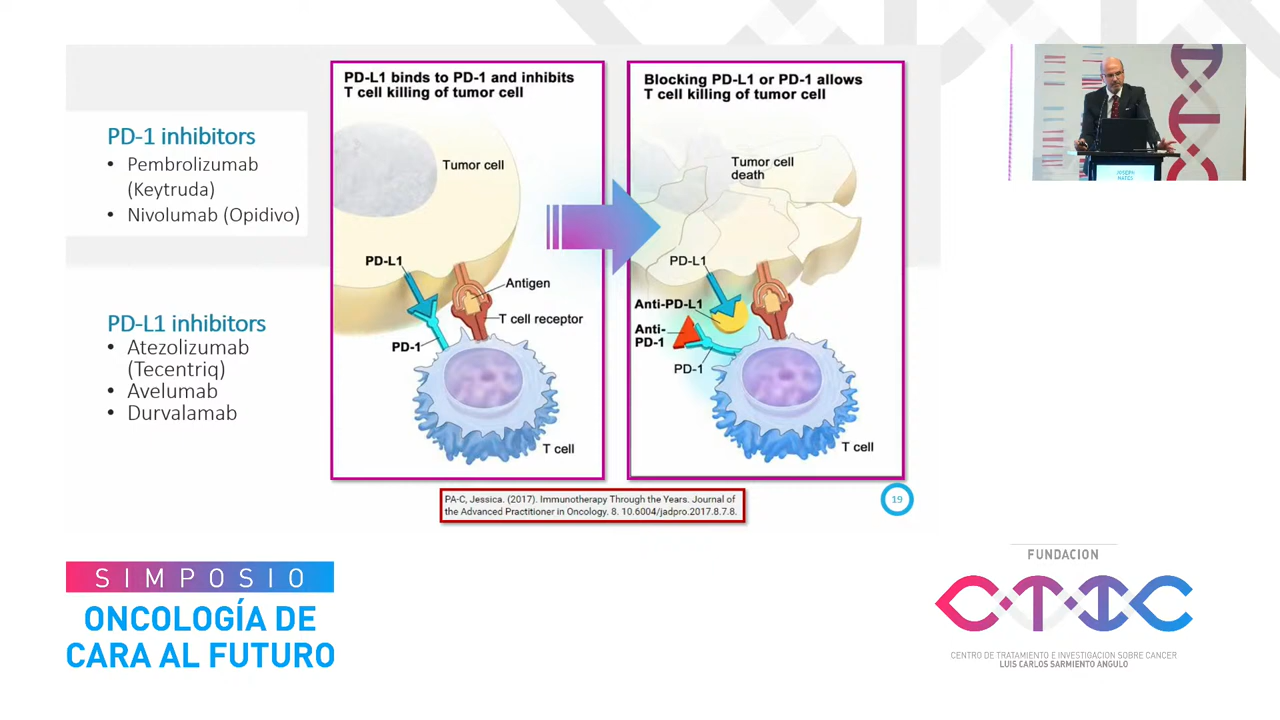 PD-1 inhibitors
• Pembrolizumab
(Keytruda)
• Nivolumab (Opidivo)
PD-L1 inhibitors
• Atezolizumab
(Tecentriq)
• Avelumab
• Durvalamab
PD-L1 binds to PD-1 and inhibits
T cell killing of tumor cell
Tumor cell
PD-L1
Antigen
T cell receptor
PD-1
T cell
Blocking PD-L1 or PD-1 allows
T cell killing of tumor cell
Tumor cell
death
PD-L1
Anti-PD-L1
Anti-
PD-1
PD-1
T cell
PA-C, Jessica. (2017). Immunotherapy Through the Years. Journal of
the Advanced Practitioner in Oncology. 8. 10.6004/jadpro.2017.8.7.8.
19
JOSEPH
NATES
SIMPOSIO
ONCOLOGÍA DE
CARA AL FUTURO
FUNDACION
CTIC
CENTRO DE TRATAMIENTO E INVESTIGACION SOBRE CANCER
LUIS CARLOS SARMIENTO ANGULO